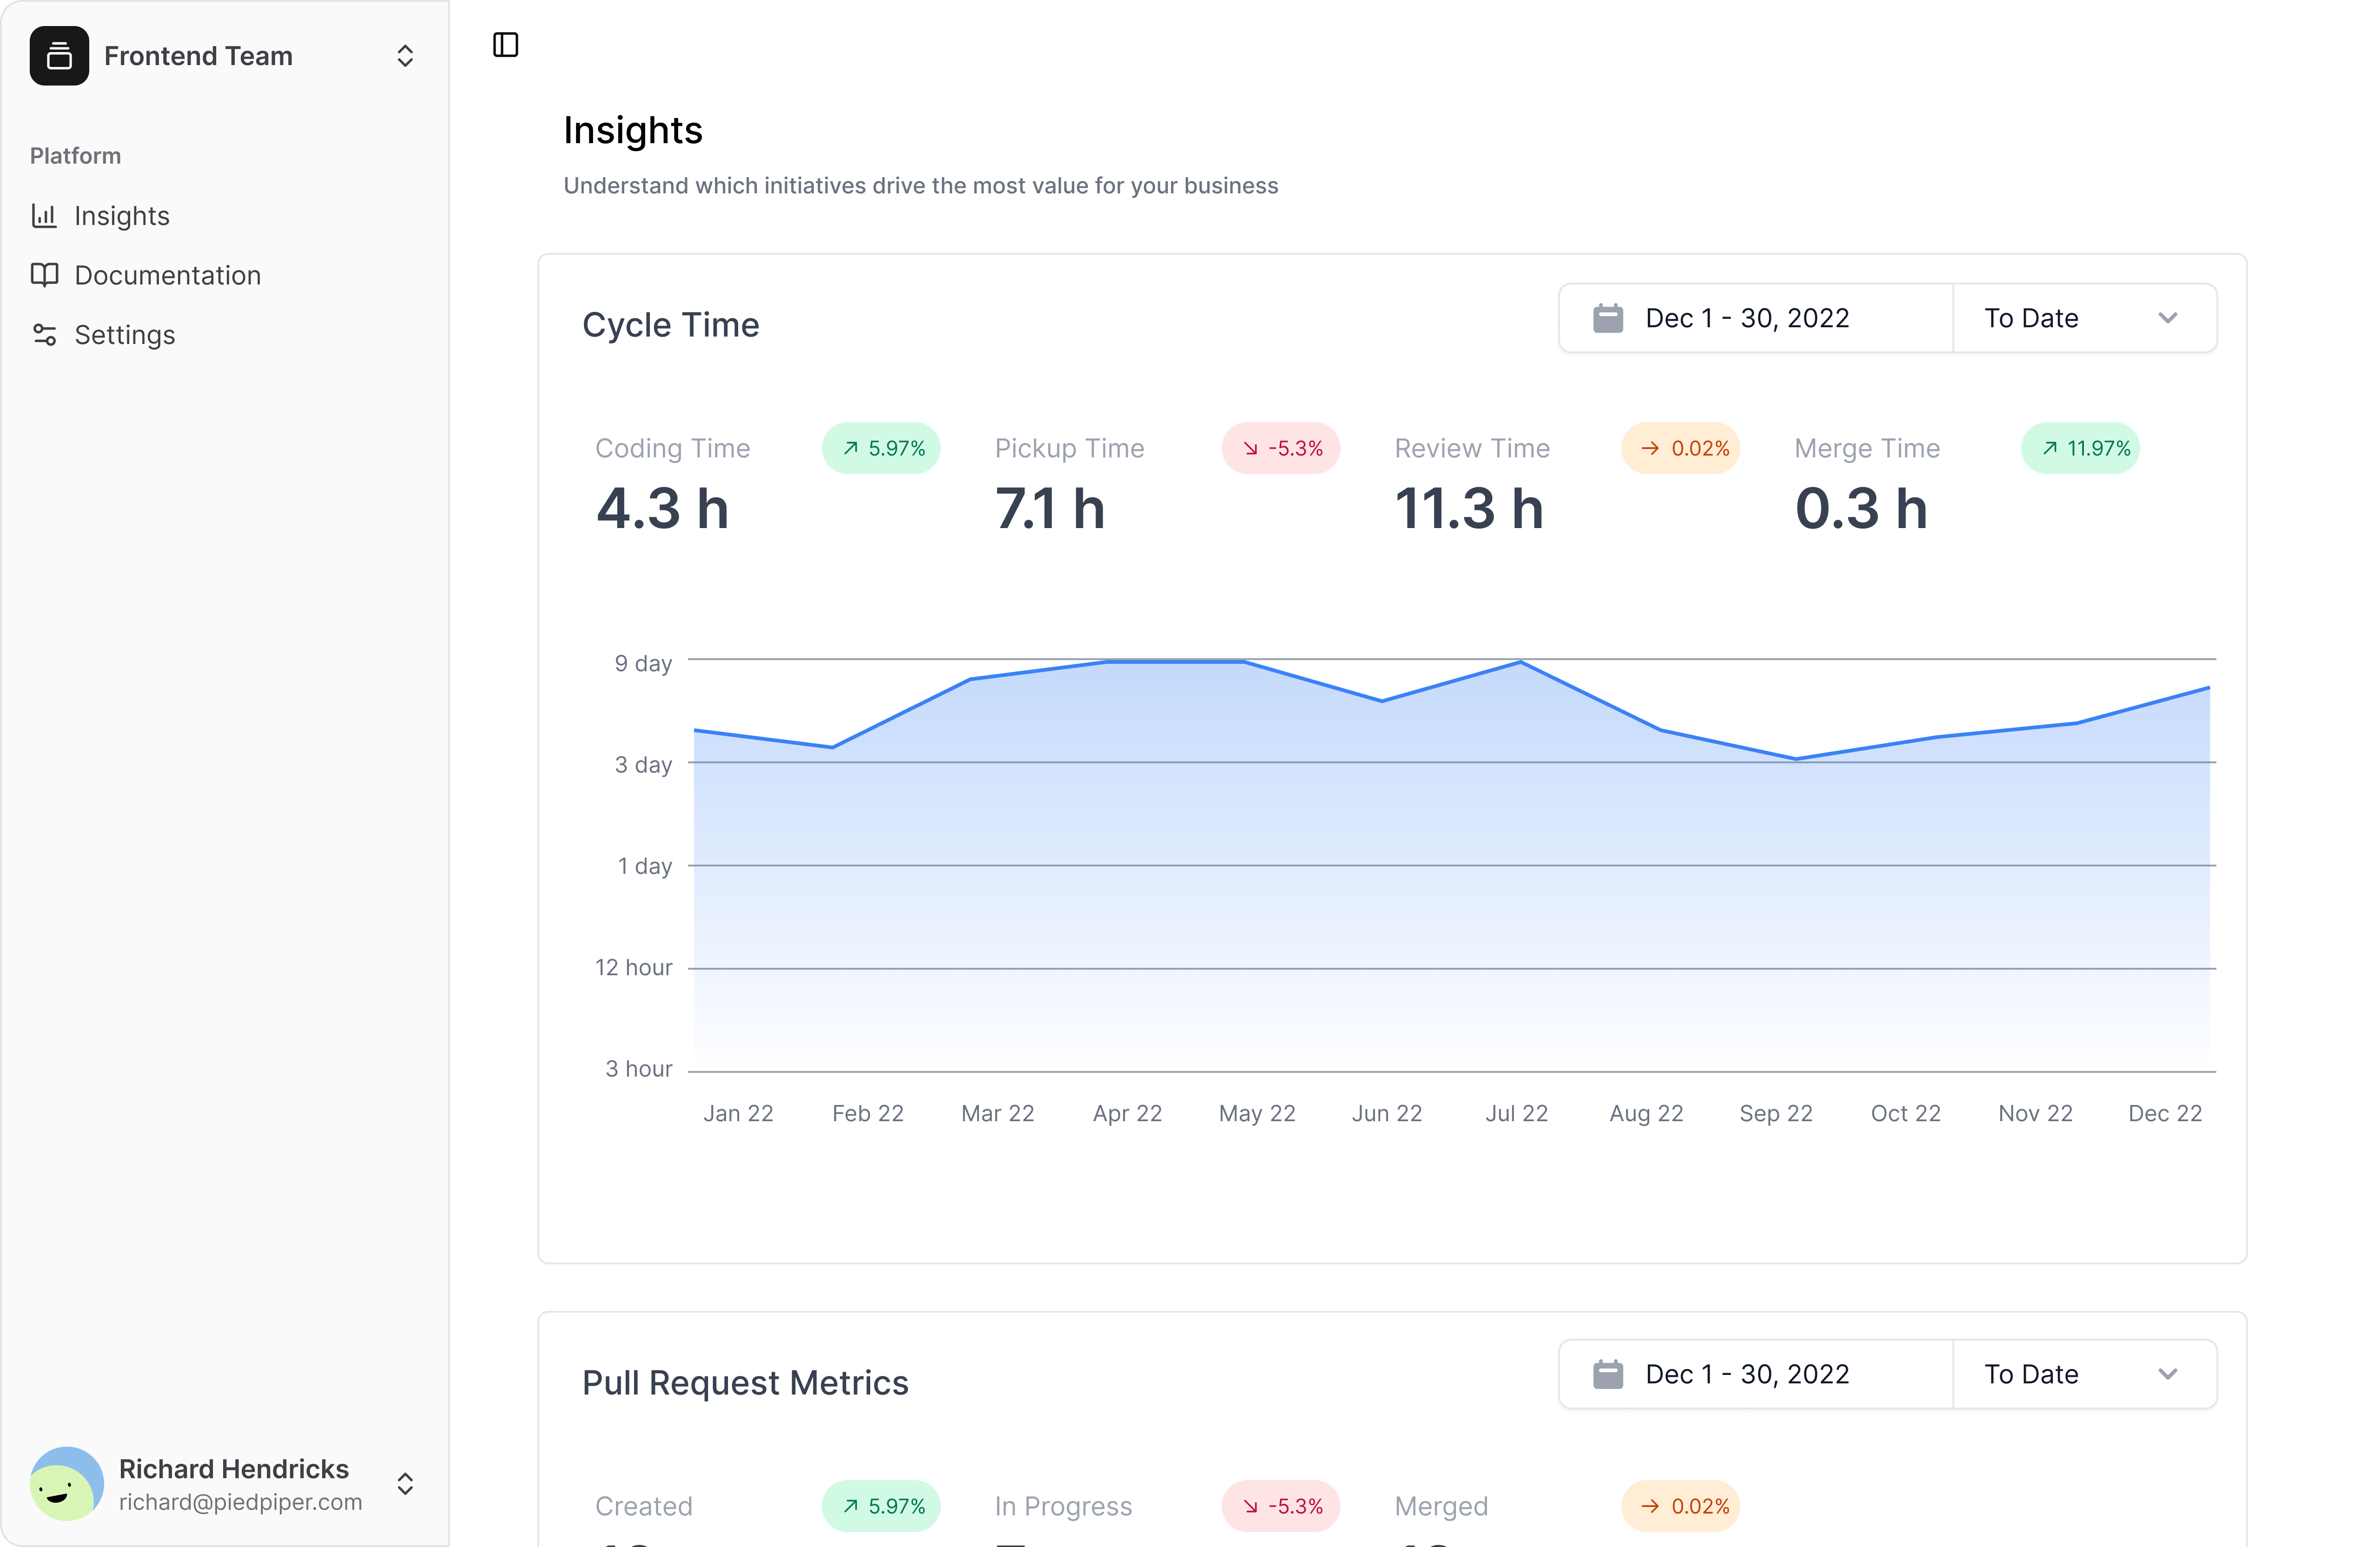 Frontend Team
Platform
Insights
Documentation
Settings
Richard Hendricks
richard@piedpiper.com
Insights
Understand which initiatives drive the most value for your business
Cycle Time
Dec 1 - 30, 2022
To Date
Coding Time
5.97%
4.3 h
Pickup Time
-5.3%
7.1 h
Review Time
0.02%
11.3 h
Merge Time
11.97%
0.3 h
9 day
3 day
1 day
12 hour
3 hour
Jan 22 Feb 22 Mar 22 Apr 22 May 22 Jun 22 Jul 22 Aug 22 Sep 22 Oct 22 Nov 22 Dec 22
Pull Request Metrics
Dec 1 - 30, 2022
To Date
Created
5.97%
In Progress
-5.3%
Merged
0.02%